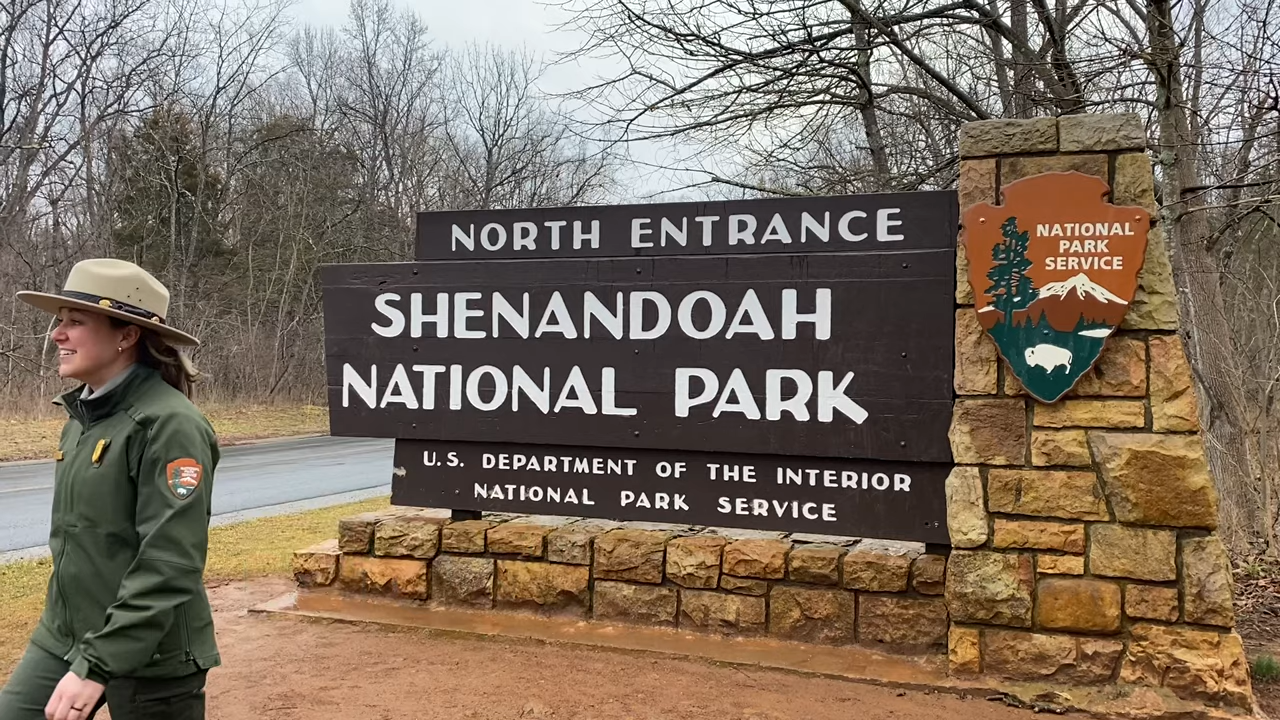 NORTH ENTRANCE
SHENANDOAH
NATIONAL PARK
U.S. DEPARTMENT OF THE INTERIOR
NATIONAL PARK SERVICE
NATIONAL
PARK
SERVICE